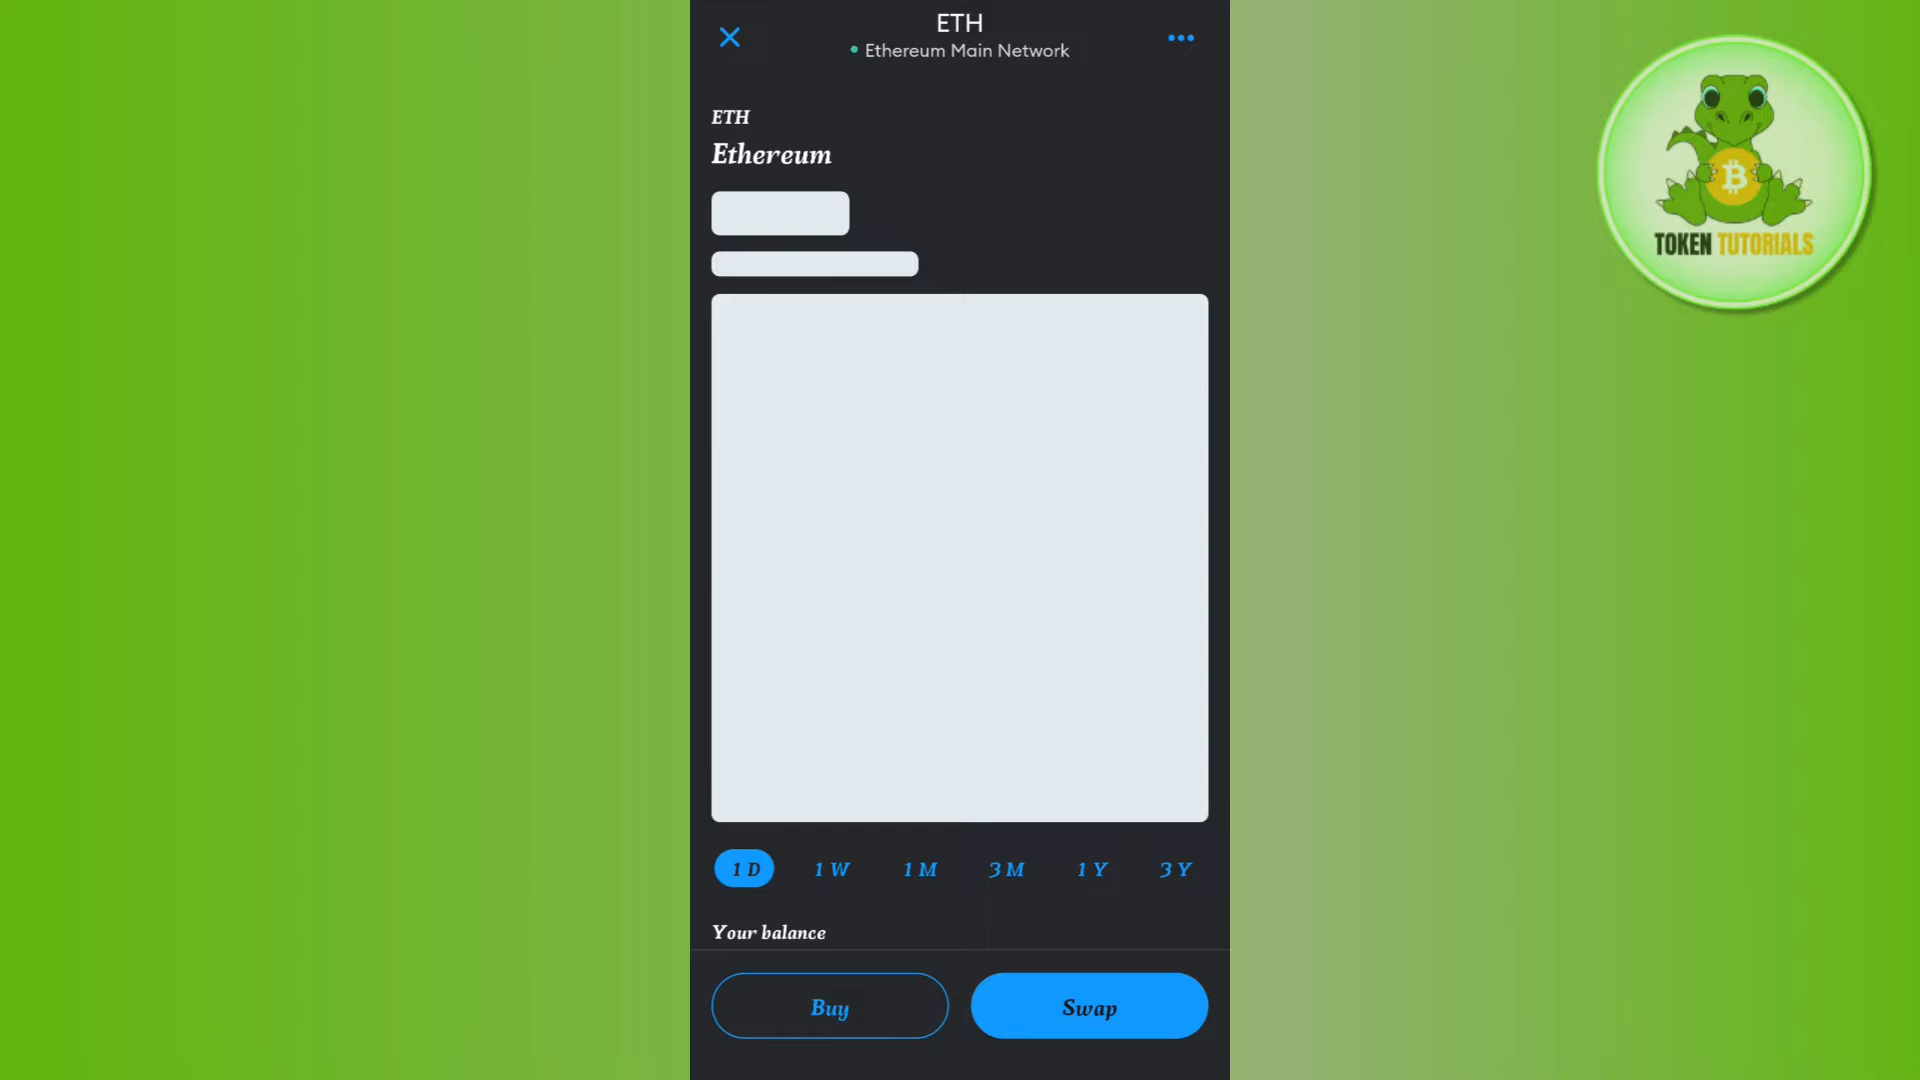 ETH
Ethereum Main Network
ETH
Ethereum
1 D
1 W
1 M
3 M
1 Y
3 Y
Your balance
Buy
Swap
TOKEN TUTORIALS